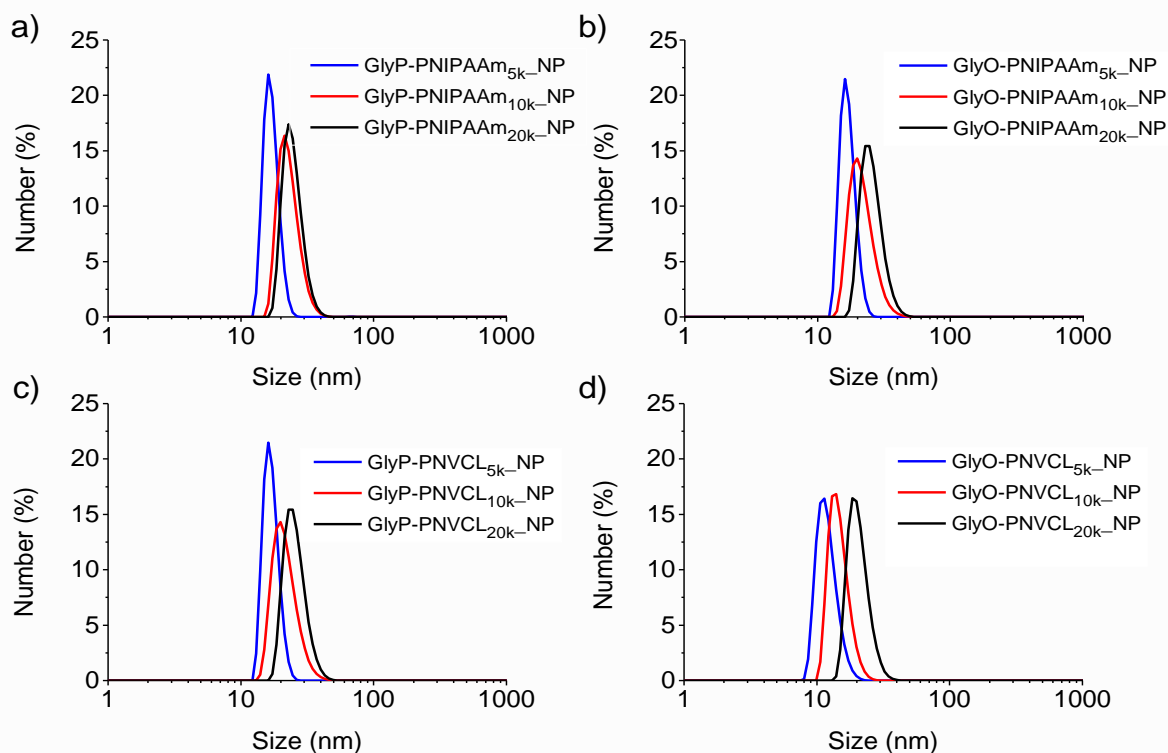 a)
25
20
15
10
5
0
Number (%)
GlyP-PNIPAAm5k_NP
GlyP-PNIPAAm10k_NP
GlyP-PNIPAAm20k_NP
1 10 100 1000
Size (nm)
b)
25
20
15
10
5
0
Number (%)
GlyO-PNIPAAm5k_NP
GlyO-PNIPAAm10k_NP
GlyO-PNIPAAm20k_NP
1 10 100 1000
Size (nm)
c)
25
20
15
10
5
0
Number (%)
GlyP-PNVCL5k_NP
GlyP-PNVCL10k_NP
GlyP-PNVCL20k_NP
1 10 100 1000
Size (nm)
d)
25
20
15
10
5
0
Number (%)
GlyO-PNVCL5k_NP
GlyO-PNVCL10k_NP
GlyO-PNVCL20k_NP
1 10 100 1000
Size (nm)